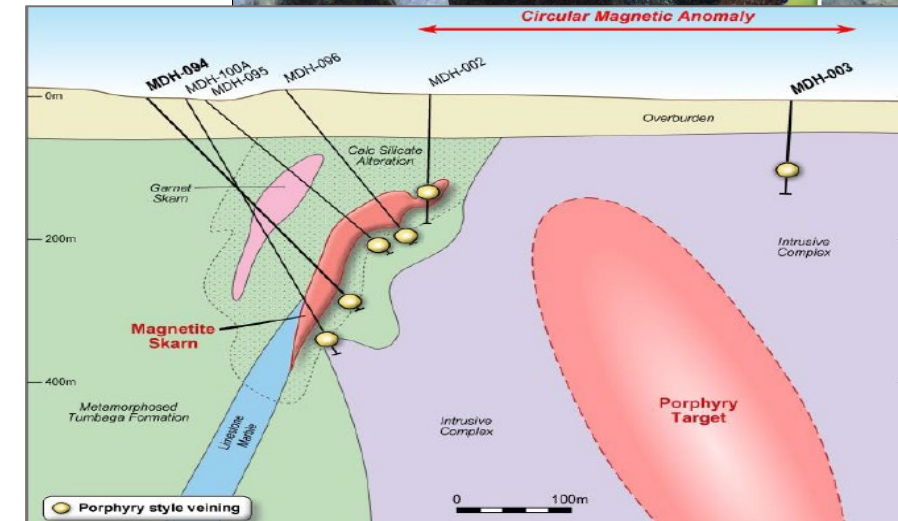 Circular Magnetic Anomaly
MDH-094
MDH-100A
MDH-095
MDH-096
MDH-002
MDH-003
0m
Overburden
Calc Silicate
Alteration
Garnet
Skarn
200m
Intrusive
Complex
Magnetite
Skarn
400m
Metamorphosed
Tumbaga Formation
Limestone
Marble
Intrusive
Complex
Porphyry
Target
Porphyry style veining
0 100m